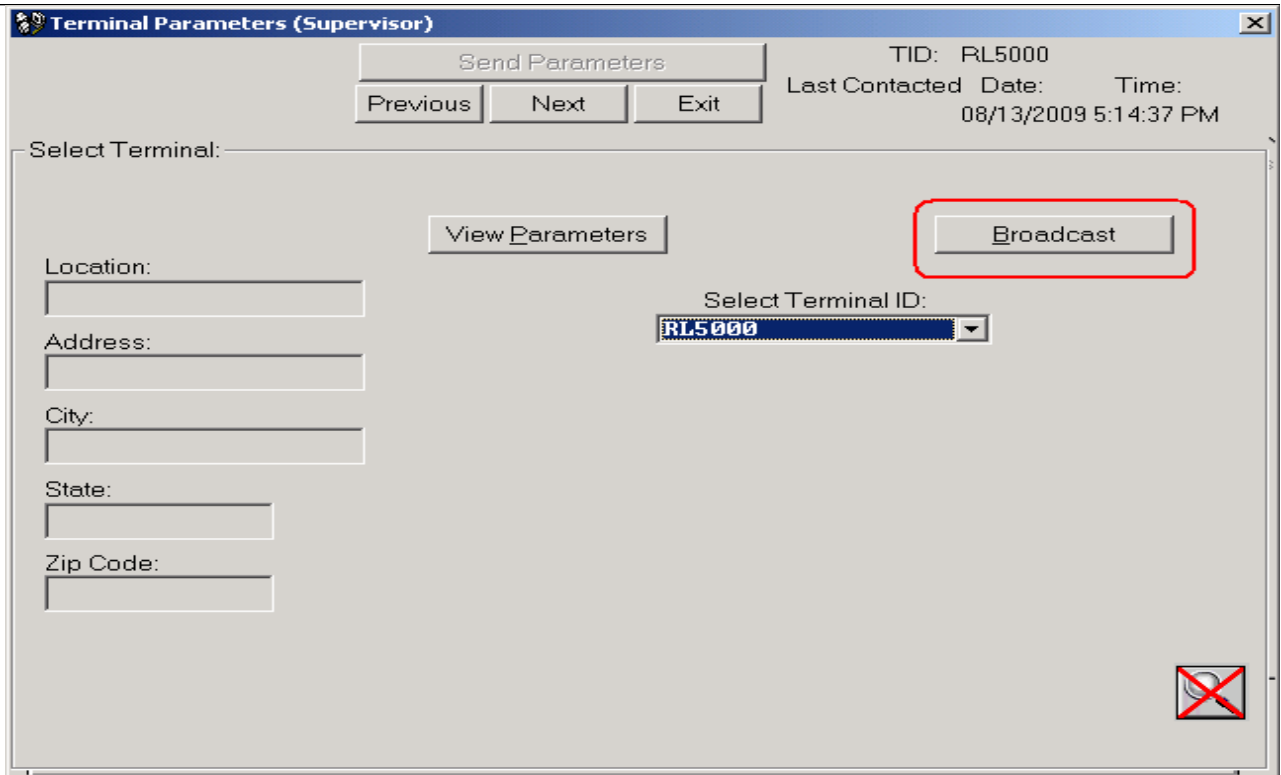 Terminal Parameters (Supervisor)
Send Parameters
TID: RL5000
Previous
Next
Exit
Last Contacted Date: Time:
08/13/2009 5:14:37 PM
Select Terminal:
View Parameters
Broadcast
Location:
Select Terminal ID:
RL5000
Address:
City:
State:
Zip Code: